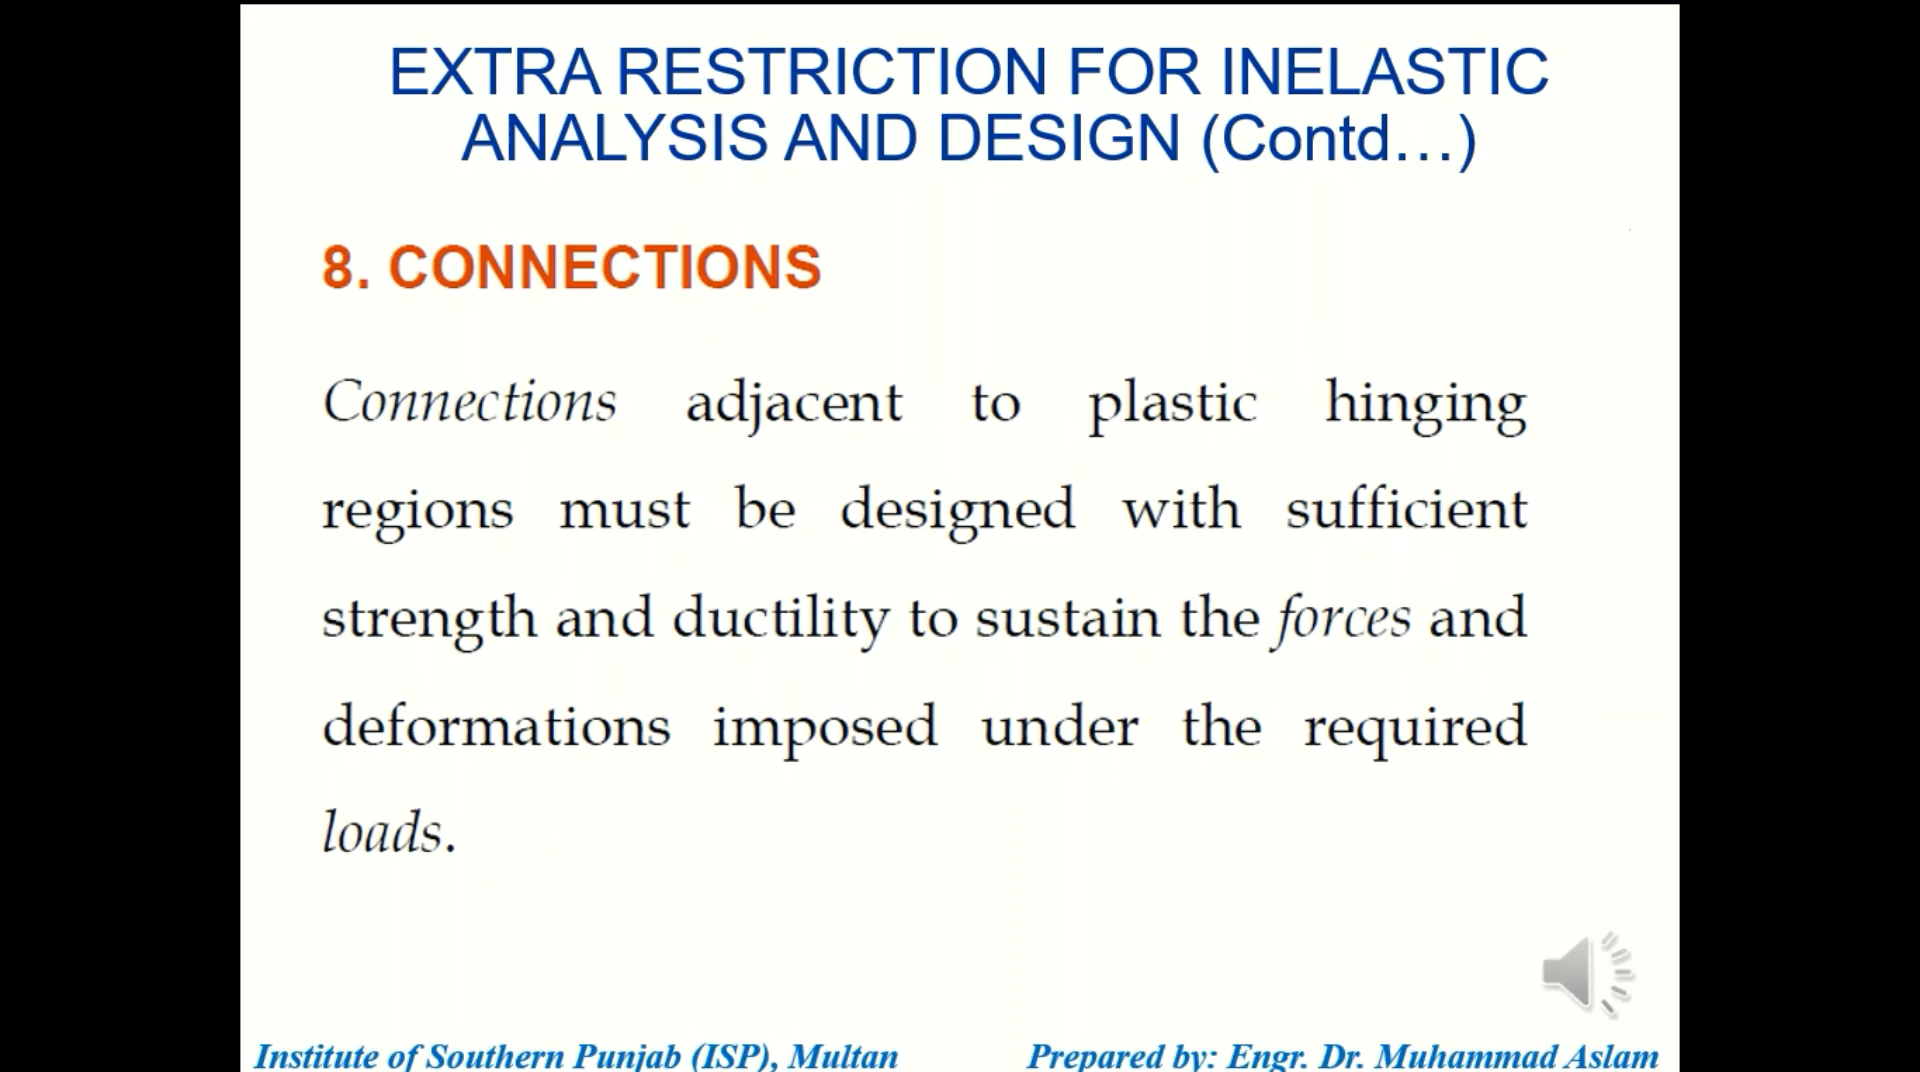 EXTRA RESTRICTION FOR INELASTIC
ANALYSIS AND DESIGN (Contd…)
8. CONNECTIONS
Connections adjacent to plastic hinging
regions must be designed with sufficient
strength and ductility to sustain the forces and
deformations imposed under the required
loads.
Institute of Southern Punjab (ISP), Multan
Prepared by: Engr. Dr. Muhammad Aslam